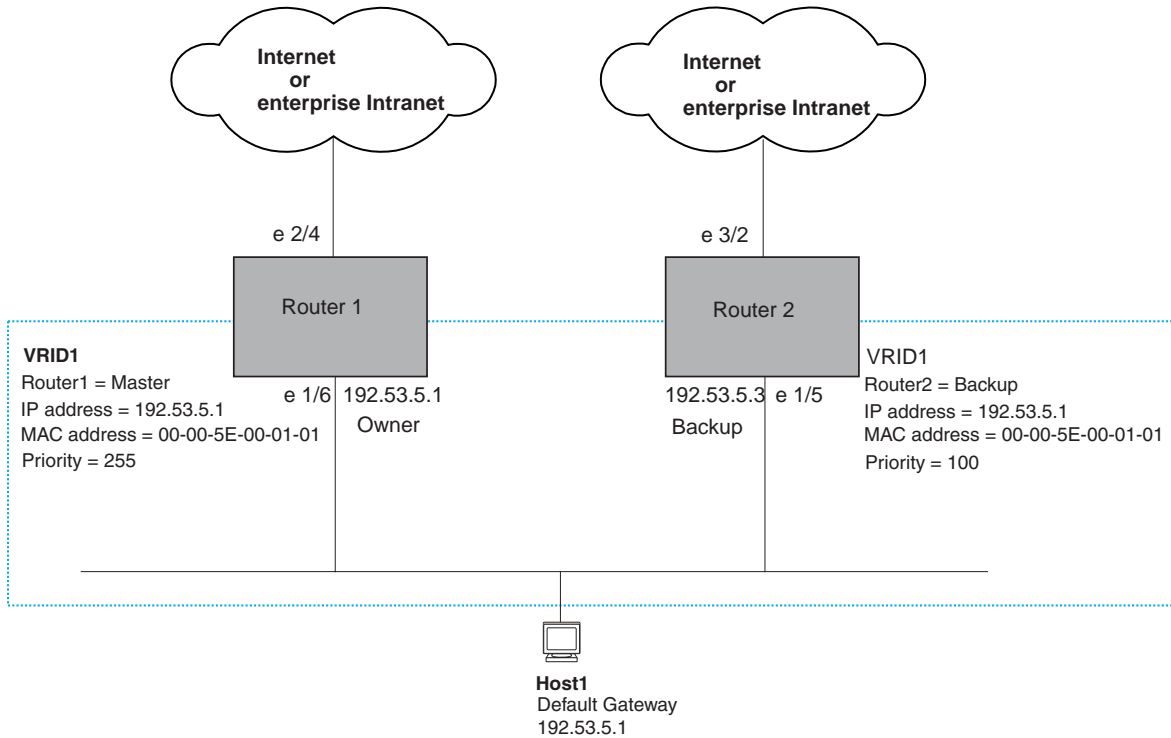 Internet
or
enterprise Intranet
Internet
or
enterprise Intranet
e 2/4
e 3/2
Router 1
Router 2
VRID1
Router1 = Master
IP address = 192.53.5.1
MAC address = 00-00-5E-00-01-01
Priority = 255
e 1/6 192.53.5.1
Owner
192.53.5.3 e 1/5
Backup
VRID1
Router2 = Backup
IP address = 192.53.5.1
MAC address = 00-00-5E-00-01-01
Priority = 100
Host1
Default Gateway
192.53.5.1